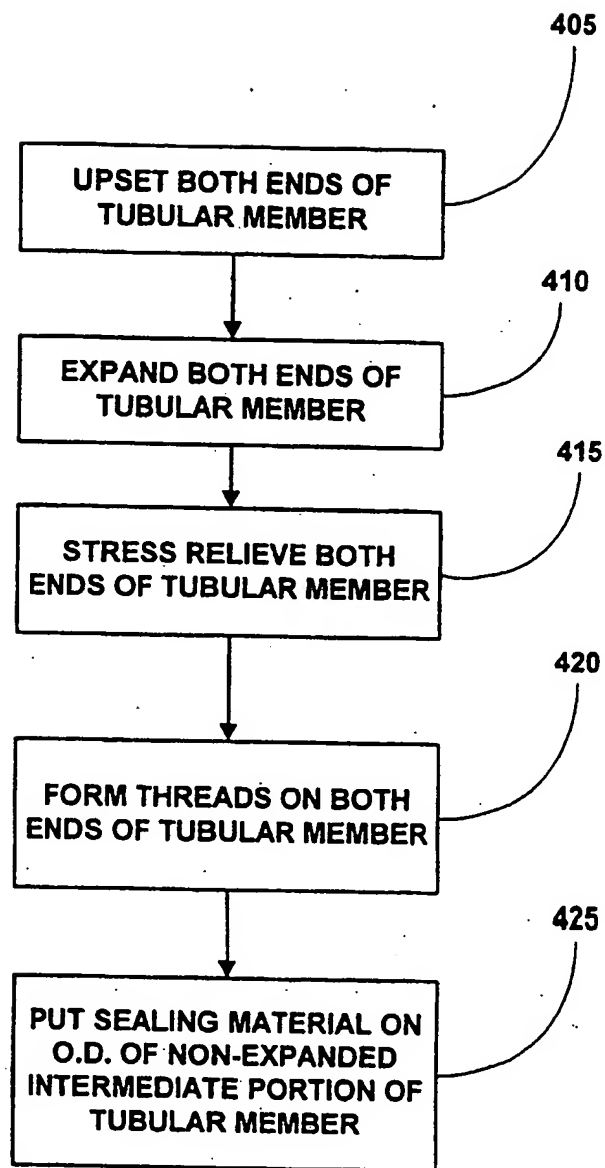 405
UPSET BOTH ENDS OF
TUBULAR MEMBER
410
EXPAND BOTH ENDS OF
TUBULAR MEMBER
415
STRESS RELIEVE BOTH
ENDS OF TUBULAR MEMBER
420
FORM THREADS ON BOTH
ENDS OF TUBULAR MEMBER
425
PUT SEALING MATERIAL ON
O.D. OF NON-EXPANDED
INTERMEDIATE PORTION OF
TUBULAR MEMBER